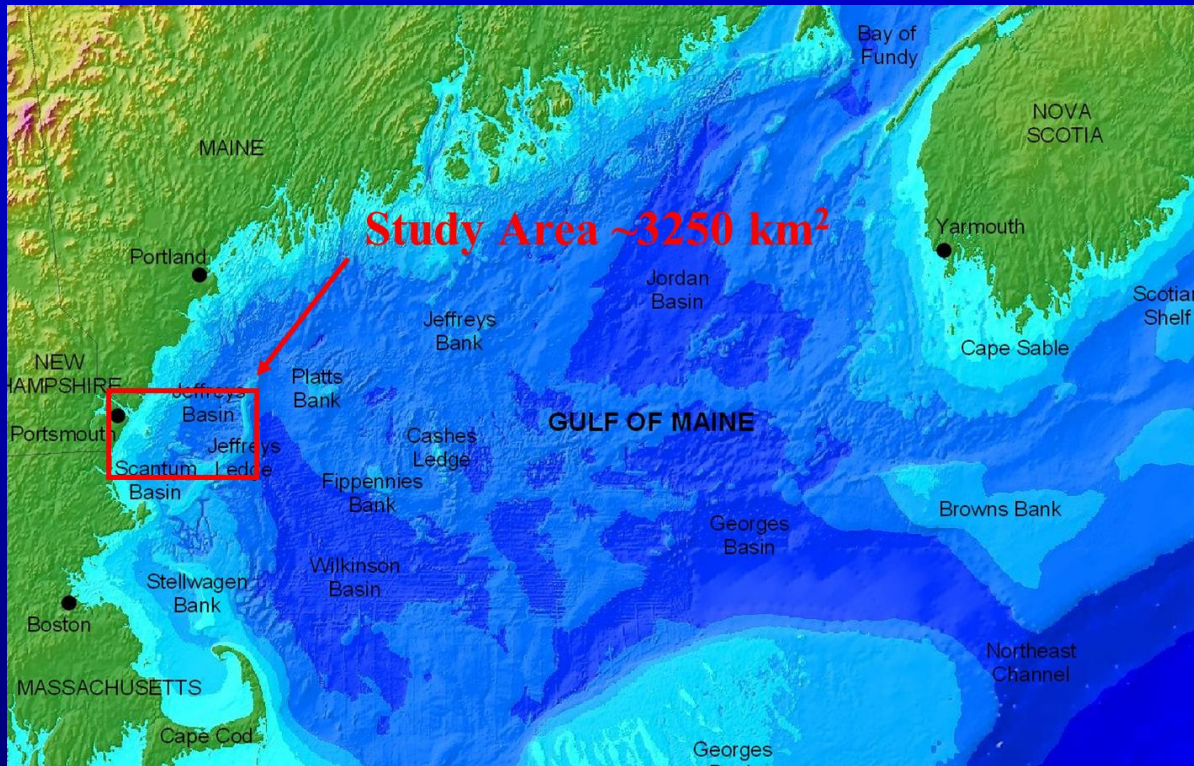 Bay of
Fundy
NOVA
SCOTIA
MAINE
Study Area ~3250 km²
Yarmouth
Portland
Jordan
Basin
Scotian
Shelf
Jeffreys
Bank
Cape Sable
NEW
HAMPSHIRE
Platts
Bank
Jeffreys
Basin
GULF OF MAINE
Portsmouth
Cashes
Ledge
Jeffreys
Ledge
Scantum
Basin
Fippennies
Bank
Browns Bank
Georges
Basin
Wilkinson
Basin
Stellwagen
Bank
Boston
Northeast
Channel
MASSACHUSETTS
Cape Cod
Georges